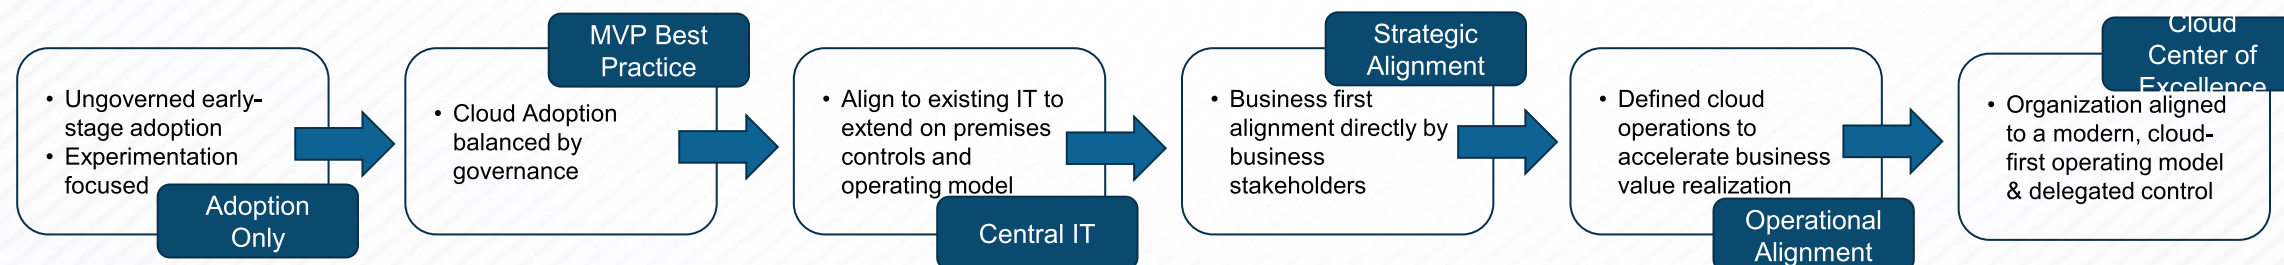 • Ungoverned early-
stage adoption
• Experimentation
focused
Adoption
Only
MVP Best
Practice
• Cloud Adoption
balanced by
governance
• Align to existing IT to
extend on premises
controls and
operating model
Central IT
Strategic
Alignment
• Business first
alignment directly by
business
stakeholders
• Defined cloud
operations to
accelerate business
value realization
Operational
Alignment
Cloud
Center of
Excellence
• Organization aligned
to a modern, cloud-
first operating model
& delegated control